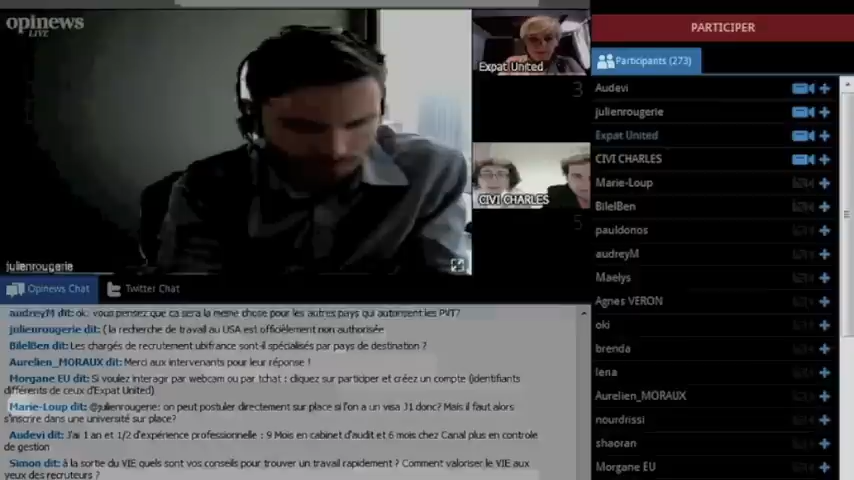 opinews
LIVE
PARTICIPER
Participants (273)
Expat United
3
CIVI CHARLES
5
julienrougerie
Audevi
julienrougerie
Expat United
CIVI CHARLES
Marie-Loup
BilelBen
pauldonos
audreyM
Maelys
Agnes VERON
oki
brenda
lena
Aurelien_MORAUX
nourdrissi
shaoran
Morgane EU
Opinews Chat
Twitter Chat
audreyM dit: ok. vous pensez que ca sera la meme chose pour les autres pays qui autorisent les PVT?
julienrougerie dit: ( la recherche de travail au USA est officièlement non authorisée
BilelBen dit: Les chargés de recrutement ubifrance sont-il spécialisés par pays de destination ?
Aurelien_MORAUX dit: Merci aux intervenants pour leur réponse !
Morgane EU dit: Si voulez interagir par webcam ou par tchat : cliquez sur participer et créez un compte (identifiants
différents de ceux d'Expat United)
Marie-Loup dit: @julienrougerie: on peut postuler directement sur place si l'on a un visa J1 donc? Mais il faut alors
s'inscrire dans une université sur place?
Audevi dit: J'ai 1 an et 1/2 d'expérience professionelle : 9 Mois en cabinet d'audit et 6 mois chez Canal plus en controle
de gestion
Simon dit: à la sortie du VIE quels sont vos conseils pour trouver un travail rapidement ? Comment valoriser le VIE aux
yeux des recruteurs ?